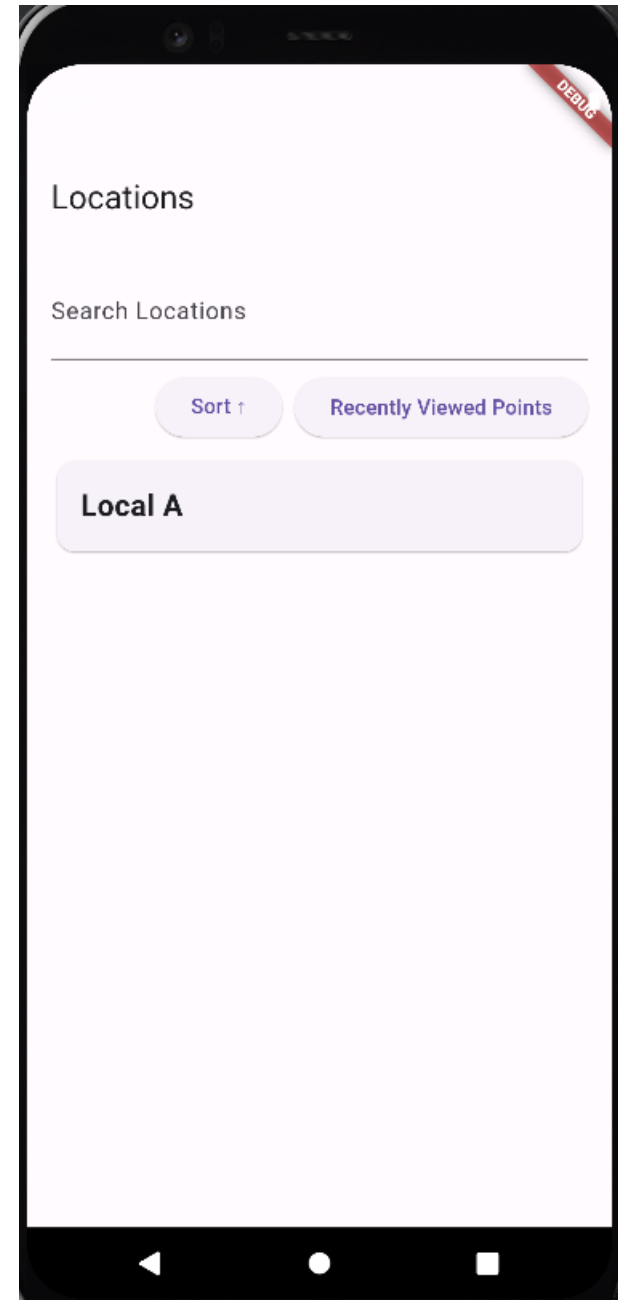 DEBUG
Locations
Search Locations
Sort ↑
Recently Viewed Points
Local A